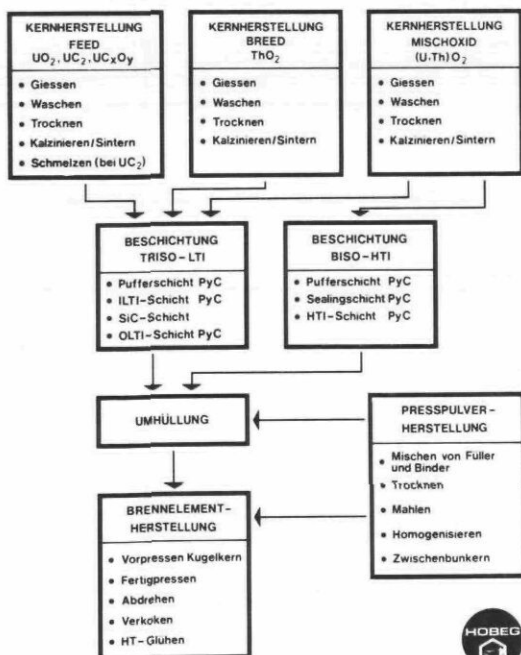 KERNHERSTELLUNG
FEED
UO2, UC2, UCxOy
• Giessen
• Waschen
• Trocknen
• Kalzinieren/Sintern
• Schmelzen (bei UC2)
KERNHERSTELLUNG
BREED
ThO2
• Giessen
• Waschen
• Trocknen
• Kalzinieren/Sintern
KERNHERSTELLUNG
MISCHOXID
(U,Th)O2
• Giessen
• Waschen
• Trocknen
• Kalzinieren/Sintern
BESCHICHTUNG
TRISO-LTI
• Pufferschicht PyC
• ILTI-Schicht PyC
• SiC-Schicht
• OLTI-Schicht PyC
BESCHICHTUNG
BISO-HTI
• Pufferschicht PyC
• Sealingschicht PyC
• HTI-Schicht PyC
UMHÜLLUNG
PRESSPULVER-
HERSTELLUNG
• Mischen von Füller
und Binder
• Trocknen
• Mahlen
• Homogenisieren
• Zwischenbunkern
BRENNELEMENT-
HERSTELLUNG
• Vorpressen Kugelkern
• Fertigpressen
• Abdrehen
• Verkoken
• HT-Glühen
HOBEG